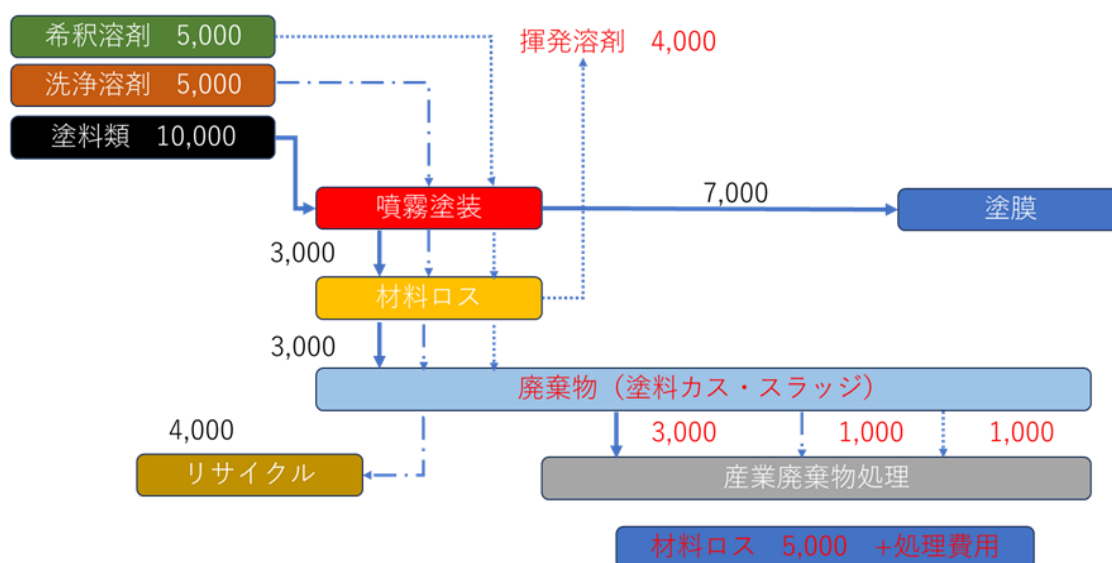 希釈溶剤 5,000
揮発溶剤 4,000
洗浄溶剤 5,000
塗料類 10,000
噴霧塗装
7,000
塗膜
3,000
材料ロス
3,000
廃棄物（塗料カス・スラッジ）
4,000
3,000
1,000
1,000
リサイクル
産業廃棄物処理
材料ロス 5,000 +処理費用